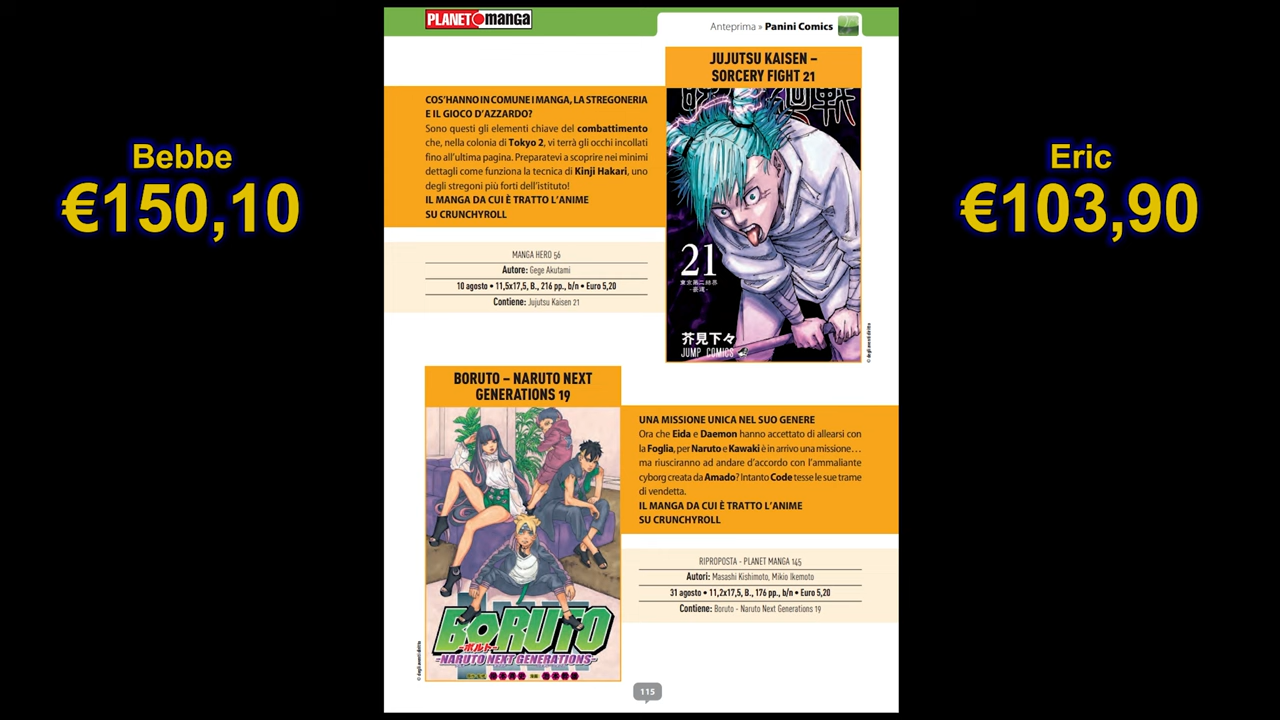 PLANET manga
Anteprima » Panini Comics
Bebbe
€150,10
Eric
€103,90
JUJUTSU KAISEN –
SORCERY FIGHT 21
COS'HANNO IN COMUNE I MANGA, LA STREGONERIA
E IL GIOCO D'AZZARDO?
Sono questi gli elementi chiave del combattimento
che, nella colonia di Tokyo 2, vi terrà gli occhi incollati
fino all'ultima pagina. Preparatevi a scoprire nei minimi
dettagli come funziona la tecnica di Kinji Hakari, uno
degli stregoni più forti dell'istituto!
IL MANGA DA CUI È TRATTO L'ANIME
SU CRUNCHYROLL
MANGA HERO 56
Autore: Gege Akutami
10 agosto • 11,5x17,5, B., 216 pp., b/n • Euro 5,20
Contiene: Jujutsu Kaisen 21
21
芥見下々
JUMP COMICS
© degli aventi diritto
BORUTO – NARUTO NEXT
GENERATIONS 19
UNA MISSIONE UNICA NEL SUO GENERE
Ora che Eida e Daemon hanno accettato di allearsi con
la Foglia, per Naruto e Kawaki è in arrivo una missione…
ma riusciranno ad andare d'accordo con l'ammaliante
cyborg creata da Amado? Intanto Code tesse le sue trame
di vendetta.
IL MANGA DA CUI È TRATTO L'ANIME
SU CRUNCHYROLL
RIPROPOSTA - PLANET MANGA 145
Autori: Masashi Kishimoto, Mikio Ikemoto
31 agosto • 11,2x17,5, B., 176 pp., b/n • Euro 5,20
Contiene: Boruto - Naruto Next Generations 19
BORUTO
-ボルト-
-NARUTO NEXT GENERATIONS-
© degli aventi diritto
115